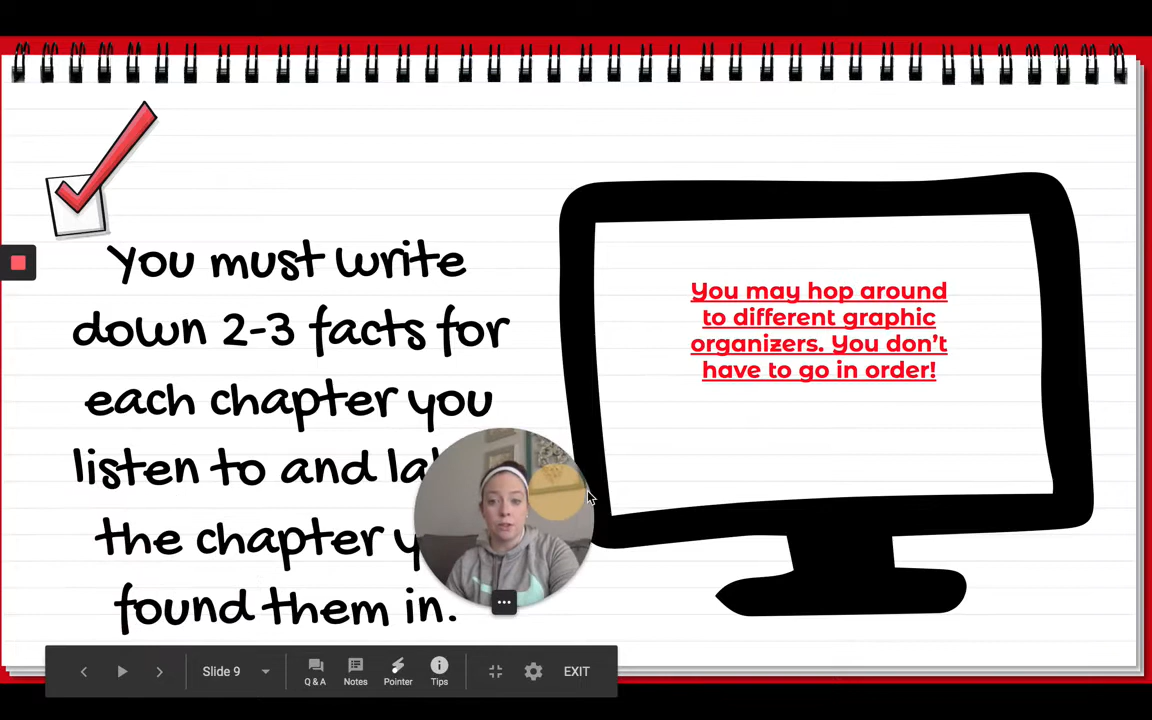 You must write
down 2-3 facts for
each chapter you
listen to and
the chapter
found them in.
You may hop around
to different graphic
organizers. You don't
have to go in order!
Slide 9
Q & A
Notes
Pointer
Tips
EXIT